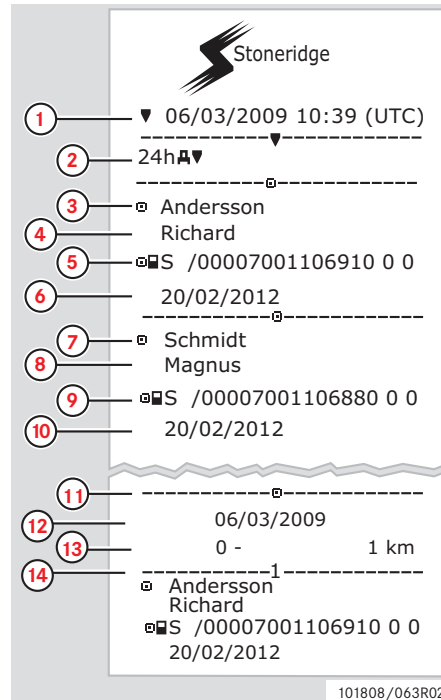 Stoneridge
1 ▼ 06/03/2009 10:39 (UTC)
2 24h▼
3 Andersson
4 Richard
5 S /00007001106910 0 0
6 20/02/2012
7 Schmidt
8 Magnus
9 S /00007001106880 0 0
10 20/02/2012
11
12 06/03/2009
13 0 - 1 km
14 -----------1-----------
Andersson
Richard
S /00007001106910 0 0
20/02/2012
101808/063R02